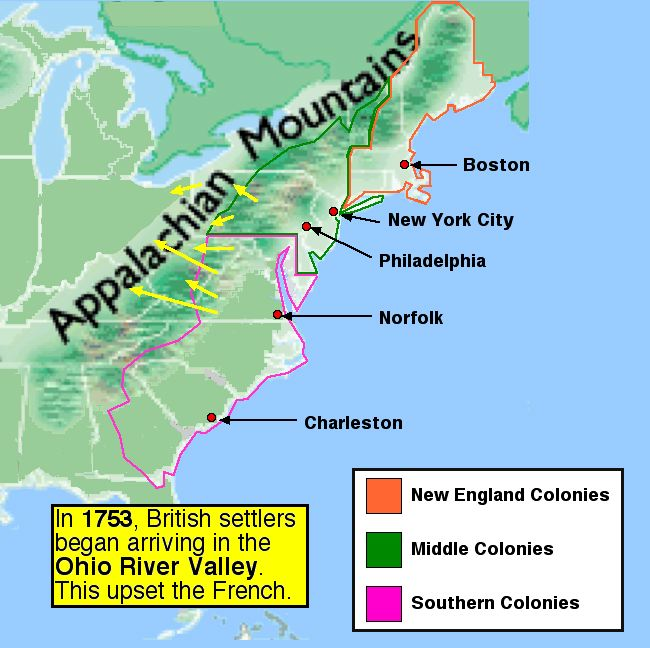 Appalachian Mountains
Boston
New York City
Philadelphia
Norfolk
Charleston
New England Colonies
Middle Colonies
Southern Colonies
In 1753, British settlers
began arriving in the
Ohio River Valley.
This upset the French.